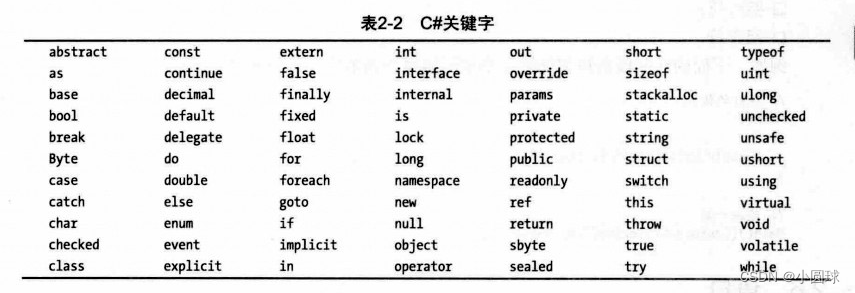 表2-2 C#关键字
abstract const extern int out short typeof
as continue false interface override sizeof uint
base decimal finally internal params stackalloc ulong
bool default fixed is private static unchecked
break delegate float lock protected string unsafe
Byte do for long public struct ushort
case double foreach namespace readonly switch using
catch else goto new ref this virtual
char enum if null return throw void
checked event implicit object sbyte true volatile
class explicit in operator sealed try while
CSDN @小圆球